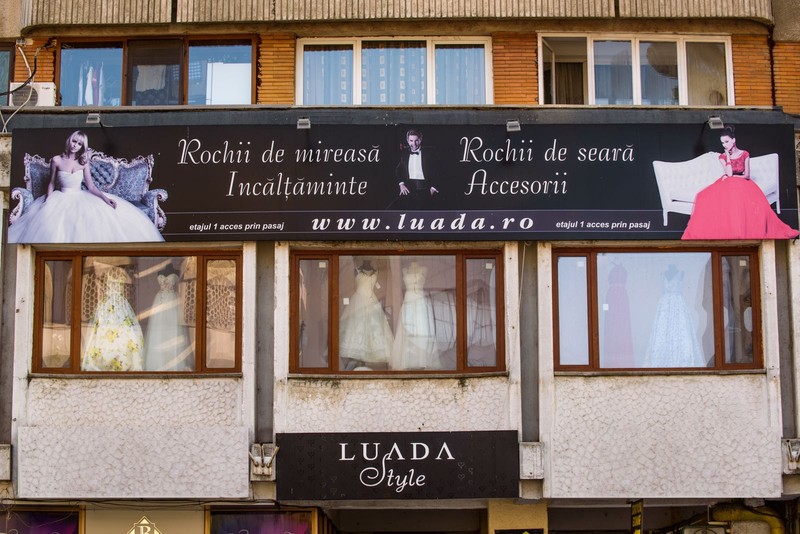 Rochii de mireasă
Incăltăminte
Rochii de seară
Accesorii
etajul 1 acces prin pasaj
www.luada.ro
etajul 1 acces prin pasaj
LUADA
Style
R